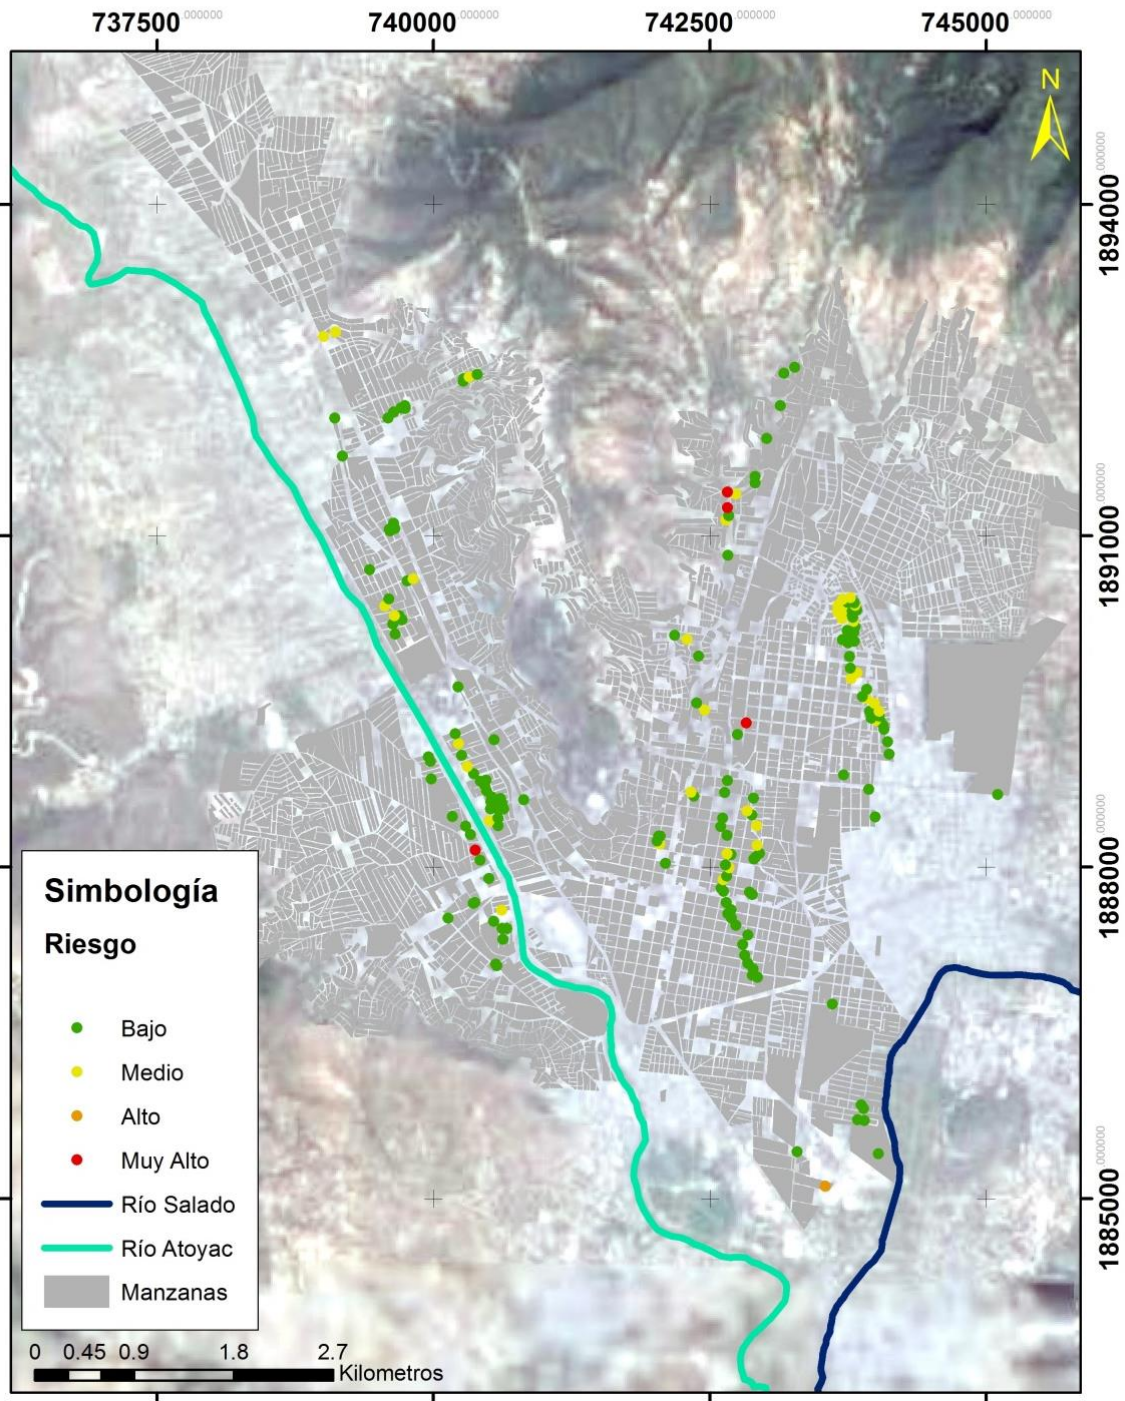 737500.000000 740000.000000 742500.000000 745000.000000
N
1894000.000000
1891000.000000
1888000.000000
1885000.000000
Simbología
Riesgo
Bajo
Medio
Alto
Muy Alto
Río Salado
Río Atoyac
Manzanas
0 0.45 0.9 1.8 2.7
Kilometros